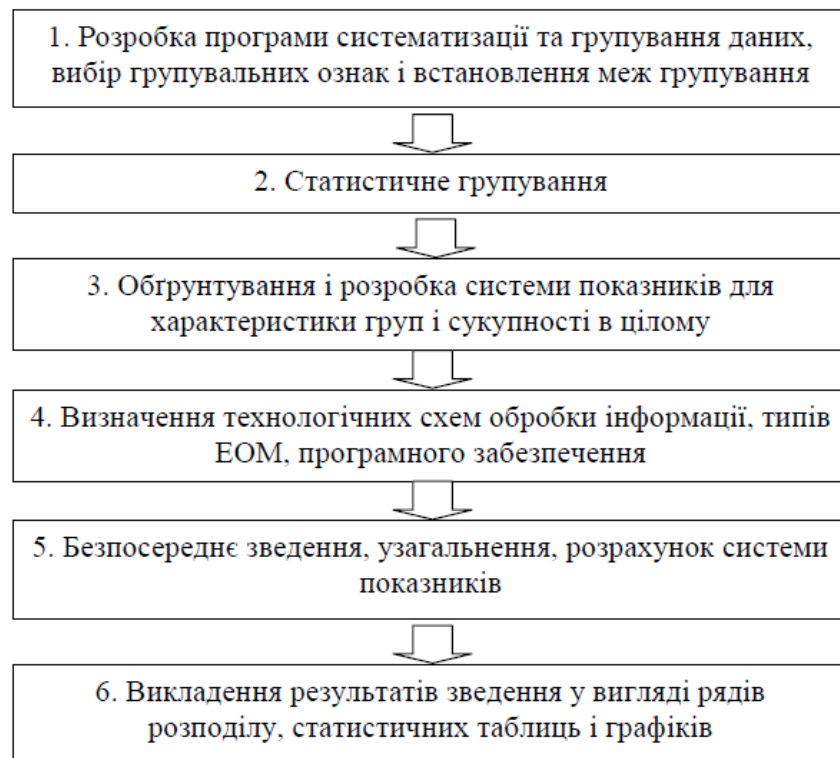 1. Розробка програми систематизації та групування даних,
вибір групувальних ознак і встановлення меж групування
2. Статистичне групування
3. Обґрунтування і розробка системи показників для
характеристики груп і сукупності в цілому
4. Визначення технологічних схем обробки інформації, типів
ЕОМ, програмного забезпечення
5. Безпосереднє зведення, узагальнення, розрахунок системи
показників
6. Викладення результатів зведення у вигляді рядів
розподілу, статистичних таблиць і графіків